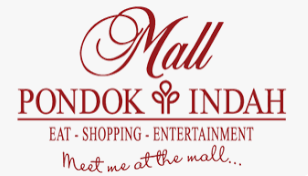 Mall
PONDOK INDAH
EAT - SHOPPING - ENTERTAINMENT
Meet me at the mall...